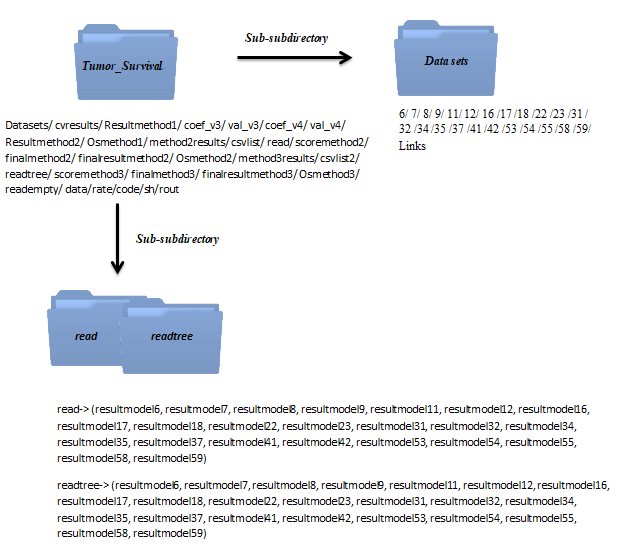 Sub-subdirectory
Tumor_Survival
Data sets
Datasets/ cvresults/ Resultmethod1/ coef_v3/ val_v3/ coef_v4/ val_v4/
Resultmethod2/ Osmethod1/ method2results/ csvlist/ read/ scoremethod2/
finalmethod2/ finalresultmethod2/ Osmethod2/ method3results/ csvlist2/
readtree/ scoremethod3/ finalmethod3/ finalresultmethod3/ Osmethod3/
readempty/ data/rate/code/sh/rout
6/ 7/ 8/ 9/ 11/ 12/ 16 /17 /18 /22 /23 /31 /
32 /34 /35 /37 /41 /42 /53 /54 /55 /58 /59/
Links
Sub-subdirectory
read
readtree
read-> (resultmodel6, resultmodel7, resultmodel8, resultmodel9, resultmodel11, resultmodel12, resultmodel16,
resultmodel17, resultmodel18, resultmodel22, resultmodel23, resultmodel31, resultmodel32, resultmodel34,
resultmodel35, resultmodel37, resultmodel41, resultmodel42, resultmodel53, resultmodel54, resultmodel55,
resultmodel58, resultmodel59)
readtree-> (resultmodel6, resultmodel7, resultmodel8, resultmodel9, resultmodel11, resultmodel12, resultmodel16,
resultmodel17, resultmodel18, resultmodel22, resultmodel23, resultmodel31, resultmodel32, resultmodel34,
resultmodel35, resultmodel37, resultmodel41, resultmodel42, resultmodel53, resultmodel54, resultmodel55,
resultmodel58, resultmodel59)